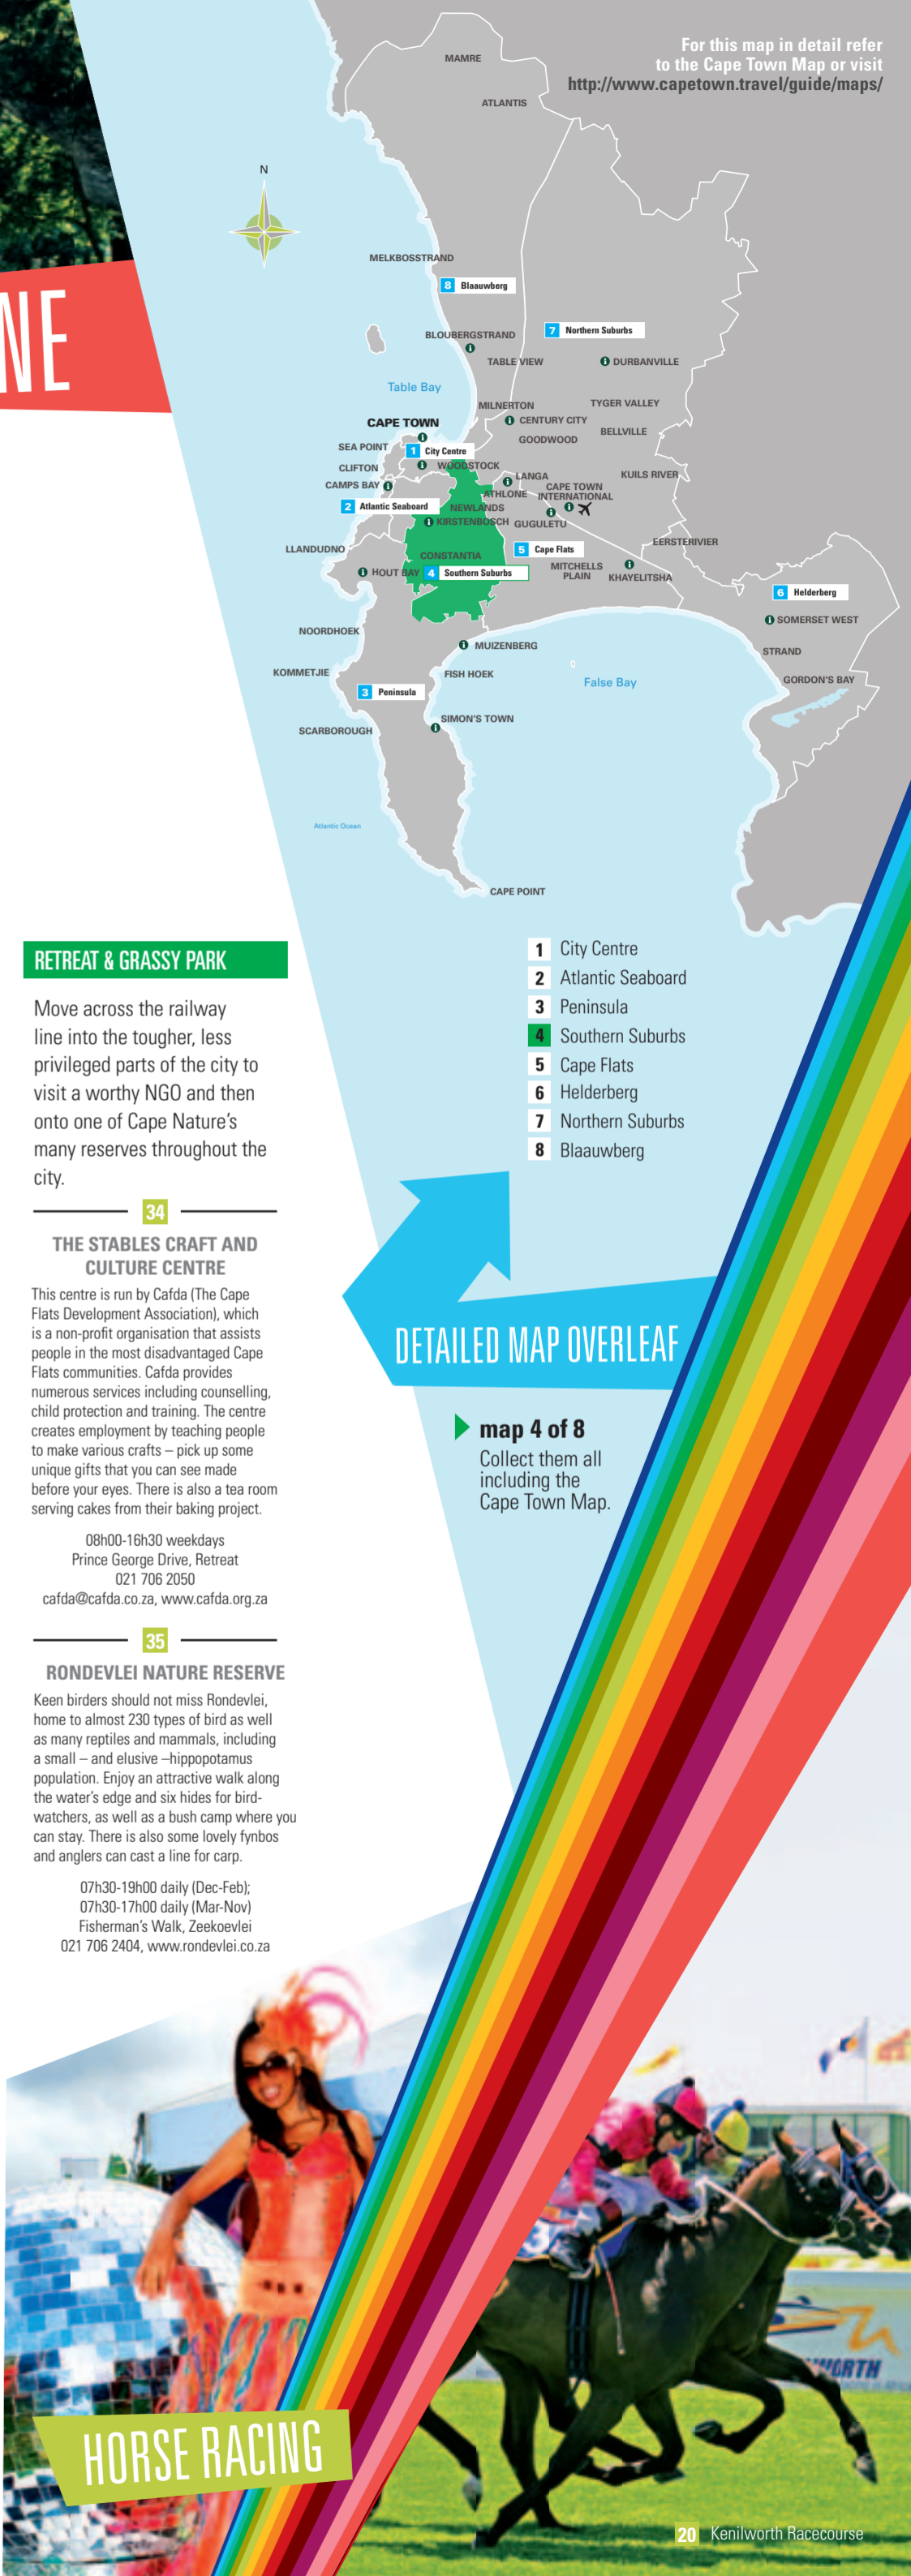 For this map in detail refer
to the Cape Town Map or visit
http://www.capetown.travel/guide/maps/
MAMRE
ATLANTIS
N
MELKBOSSTRAND
8 Blaauwberg
NE
BLOUBERGSTRAND
7 Northern Suburbs
TABLE VIEW
DURBANVILLE
Table Bay
MILNERTON
TYGER VALLEY
CAPE TOWN
CENTURY CITY
BELLVILLE
GOODWOOD
SEA POINT
1 City Centre
CLIFTON
WOODSTOCK
LANGA
KUILS RIVER
CAMPS BAY
ATHLONE
CAPE TOWN
INTERNATIONAL
2 Atlantic Seaboard
NEWLANDS
KIRSTENBOSCH
GUGULETU
EERSTERIVIER
LLANDUDNO
CONSTANTIA
5 Cape Flats
MITCHELLS
PLAIN
KHAYELITSHA
HOUT BAY
4 Southern Suburbs
6 Helderberg
SOMERSET WEST
NOORDHOEK
MUIZENBERG
STRAND
KOMMETJIE
FISH HOEK
False Bay
GORDON'S BAY
3 Peninsula
SIMON'S TOWN
SCARBOROUGH
Atlantic Ocean
CAPE POINT
1 City Centre
2 Atlantic Seaboard
3 Peninsula
4 Southern Suburbs
5 Cape Flats
6 Helderberg
7 Northern Suburbs
8 Blaauwberg
RETREAT & GRASSY PARK
Move across the railway
line into the tougher, less
privileged parts of the city to
visit a worthy NGO and then
onto one of Cape Nature's
many reserves throughout the
city.
34
THE STABLES CRAFT AND
CULTURE CENTRE
This centre is run by Cafda (The Cape
Flats Development Association), which
is a non-profit organisation that assists
people in the most disadvantaged Cape
Flats communities. Cafda provides
numerous services including counselling,
child protection and training. The centre
creates employment by teaching people
to make various crafts – pick up some
unique gifts that you can see made
before your eyes. There is also a tea room
serving cakes from their baking project.
08h00-16h30 weekdays
Prince George Drive, Retreat
021 706 2050
cafda@cafda.co.za, www.cafda.org.za
35
RONDEVLEI NATURE RESERVE
Keen birders should not miss Rondevlei,
home to almost 230 types of bird as well
as many reptiles and mammals, including
a small – and elusive –hippopotamus
population. Enjoy an attractive walk along
the water's edge and six hides for bird-
watchers, as well as a bush camp where you
can stay. There is also some lovely fynbos
and anglers can cast a line for carp.
07h30-19h00 daily (Dec-Feb);
07h30-17h00 daily (Mar-Nov)
Fisherman's Walk, Zeekoevlei
021 706 2404, www.rondevlei.co.za
DETAILED MAP OVERLEAF
map 4 of 8
Collect them all
including the
Cape Town Map.
WORTH
HORSE RACING
20 Kenilworth Racecourse